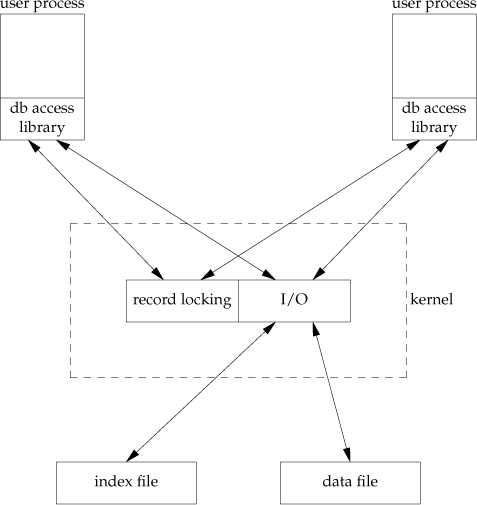 user process
user process
db access
library
db access
library
record locking
I/O
kernel
index file
data file